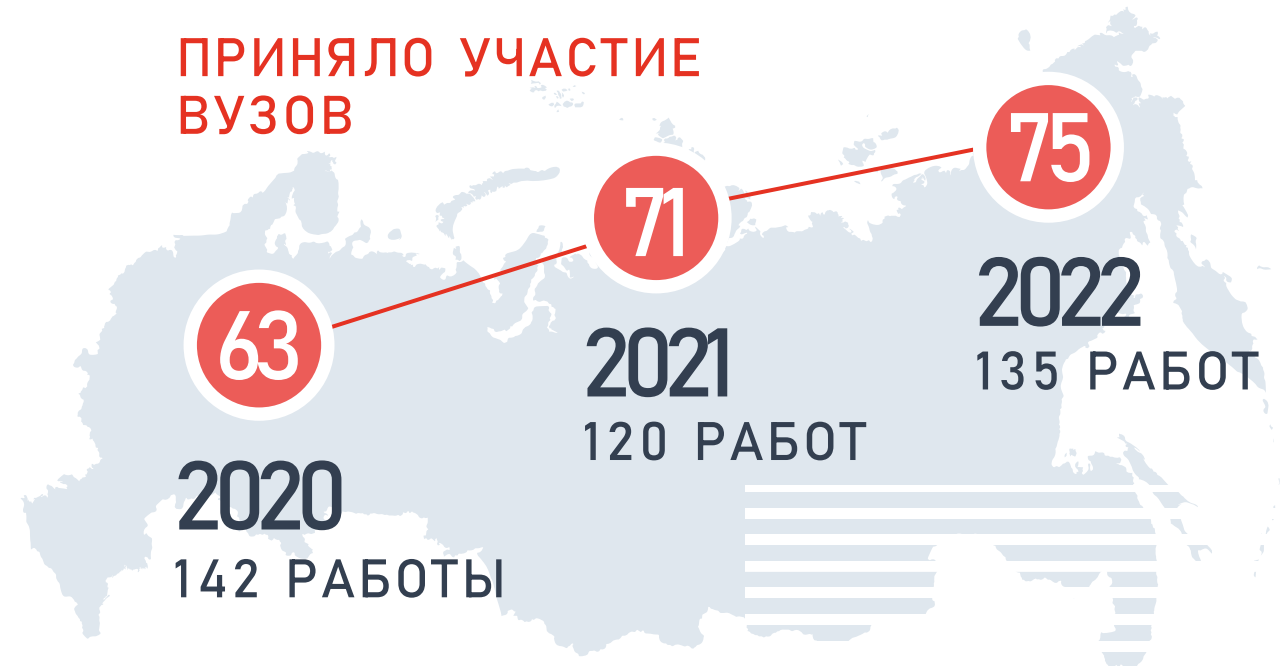 ПРИНЯЛО УЧАСТИЕ
ВУЗОВ
63
2020
142 РАБОТЫ
71
2021
120 РАБОТ
75
2022
135 РАБОТ